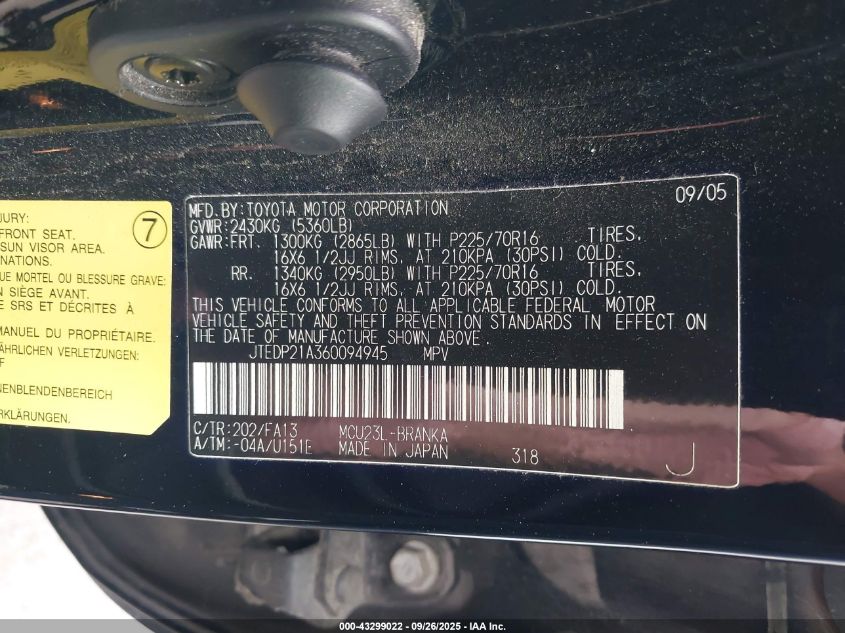 JURY:
FRONT SEAT.
SUN VISOR AREA.
NATIONS.
QUE MORTEL OU BLESSURE GRAVE:
N SIÈGE AVANT.
E SRS ET DÉCRITES À
MANUEL DU PROPRIÉTAIRE.
ÄHRLICHEN VERLETZUNGEN:
F
NENBLENDENBEREICH
RKLÄRUNGEN.
7
09/05
MFD.BY:TOYOTA MOTOR CORPORATION
GVWR:2430KG (5360LB)
GAWR:FRT. 1300KG (2865LB) WITH P225/70R16 TIRES,
16X6 1/2JJ RIMS, AT 210KPA (30PSI) COLD.
RR. 1340KG (2950LB) WITH P225/70R16 TIRES,
16X6 1/2JJ RIMS, AT 210KPA (30PSI) COLD.
THIS VEHICLE CONFORMS TO ALL APPLICABLE FEDERAL MOTOR
VEHICLE SAFETY AND THEFT PREVENTION STANDARDS IN EFFECT ON
THE DATE OF MANUFACTURE SHOWN ABOVE.
JTEDP21A360094945 MPV
C/TR:202/FA13 MCU23L-BRANKA
A/TM:-04A/U151E MADE IN JAPAN 318 J
000-43299022 - 09/26/2025 - IAA Inc.